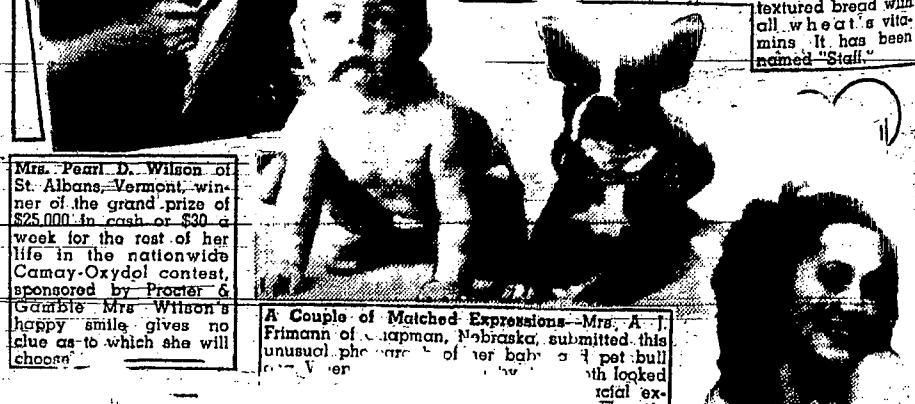 textured bread with
all wheat's vita-
mins It has been
named "Staff."
Mrs. Pearl D. Wilson of
St. Albans, Vermont, win-
ner of the grand prize of
$25,000 in cash or $30 a
week for the rest of her
life in the nationwide
Camay-Oxydol contest,
sponsored by Procter &
Gamble Mrs Wilson's
happy smile gives no
clue as to which she will
choose
A Couple of Matched Expressions—Mrs. A J.
Frimann of Nebraska, submitted this
unusual of her baby pet bull
looked
ex-